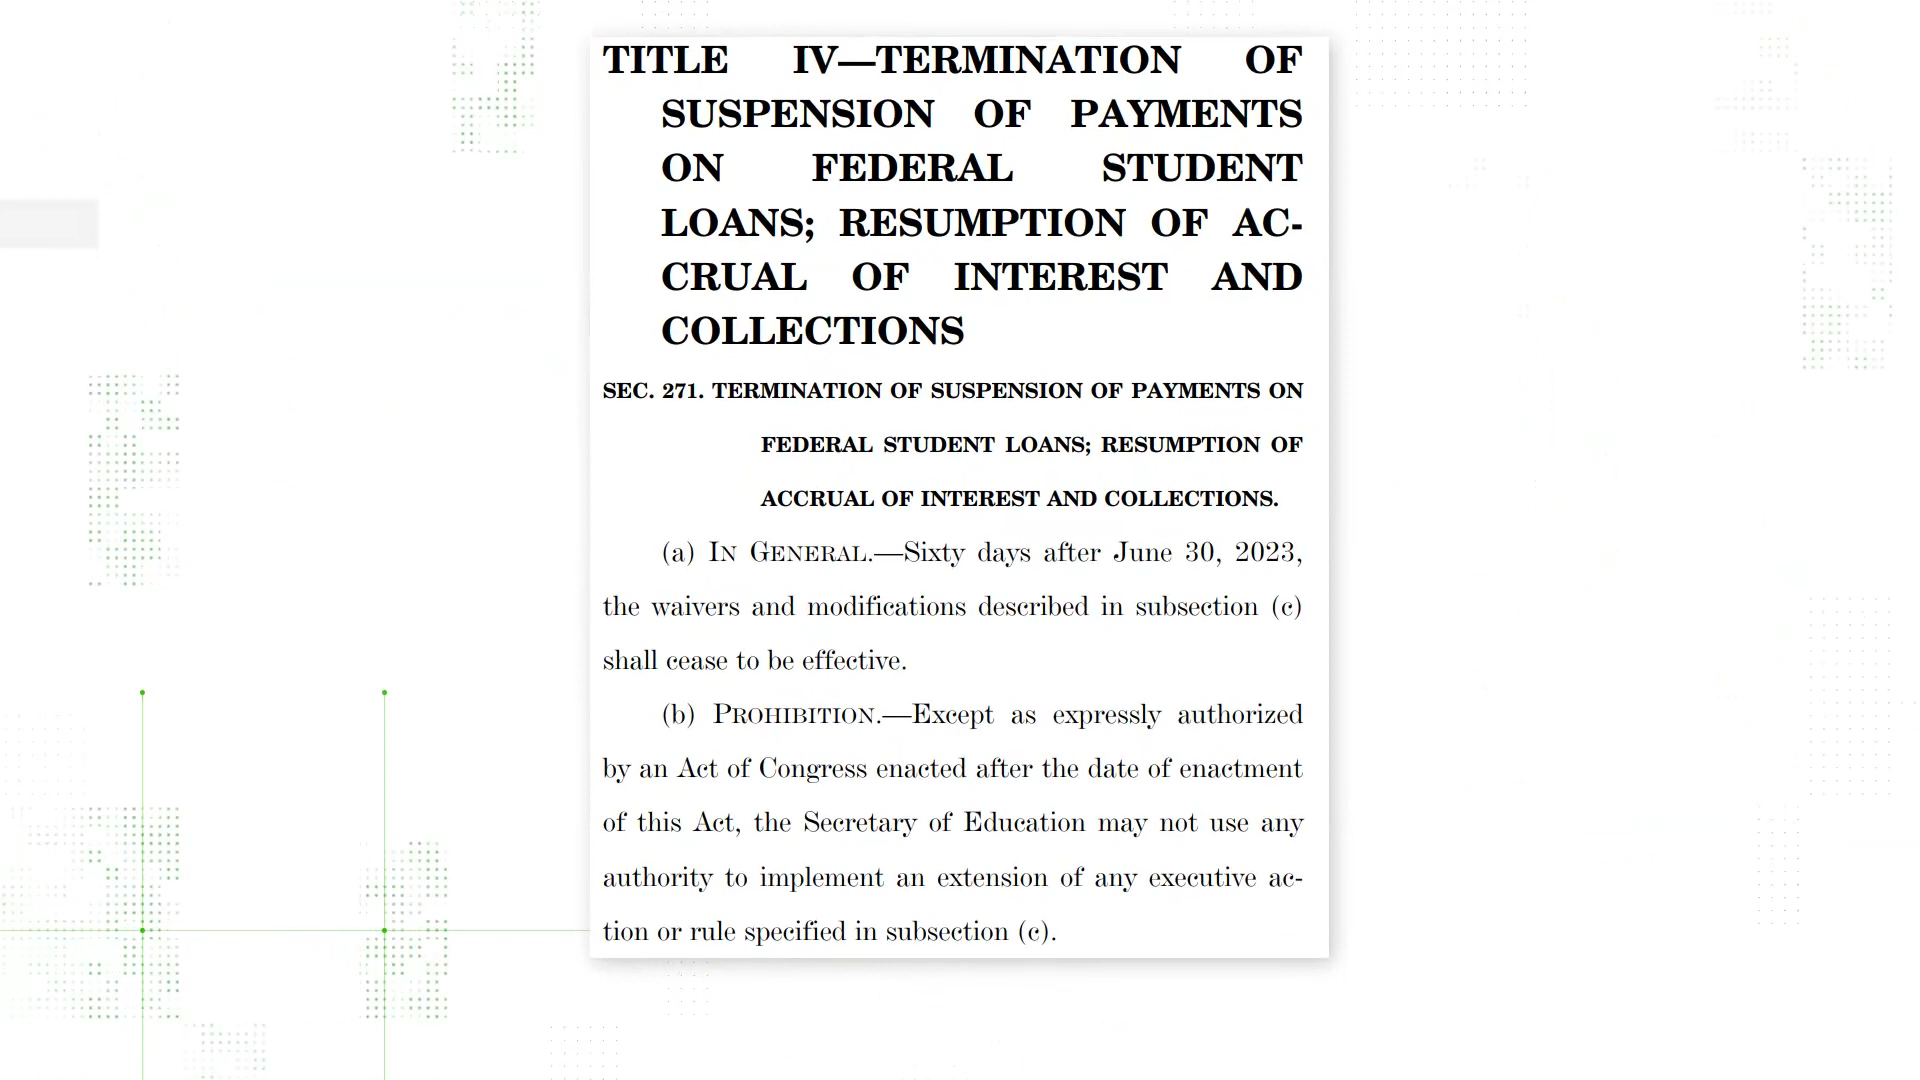 TITLE IV—TERMINATION OF
SUSPENSION OF PAYMENTS
ON FEDERAL STUDENT
LOANS; RESUMPTION OF AC-
CRUAL OF INTEREST AND
COLLECTIONS
SEC. 271. TERMINATION OF SUSPENSION OF PAYMENTS ON
FEDERAL STUDENT LOANS; RESUMPTION OF
ACCRUAL OF INTEREST AND COLLECTIONS.
(a) IN GENERAL.—Sixty days after June 30, 2023,
the waivers and modifications described in subsection (c)
shall cease to be effective.
(b) PROHIBITION.—Except as expressly authorized
by an Act of Congress enacted after the date of enactment
of this Act, the Secretary of Education may not use any
authority to implement an extension of any executive ac-
tion or rule specified in subsection (c).